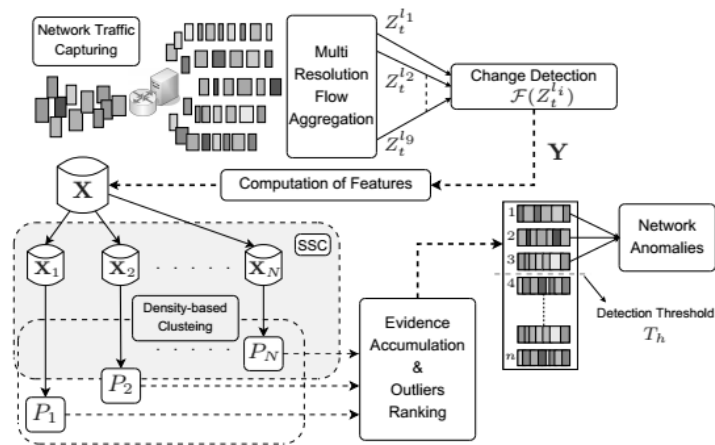 Network Traffic
Capturing
Multi
Resolution
Flow
Aggregation
Z_t^{l_1}
Z_t^{l_2}
Z_t^{l_9}
Change Detection
F(Z_t^{l_i})
Y
Computation of Features
X
SSC
X_1
X_2
. . . . .
X_N
Density-based
Clusteing
. . . . .
P_N
P_2
P_1
Evidence
Accumulation
&
Outliers
Ranking
1
2
3
4
n
Network
Anomalies
Detection Threshold
T_h